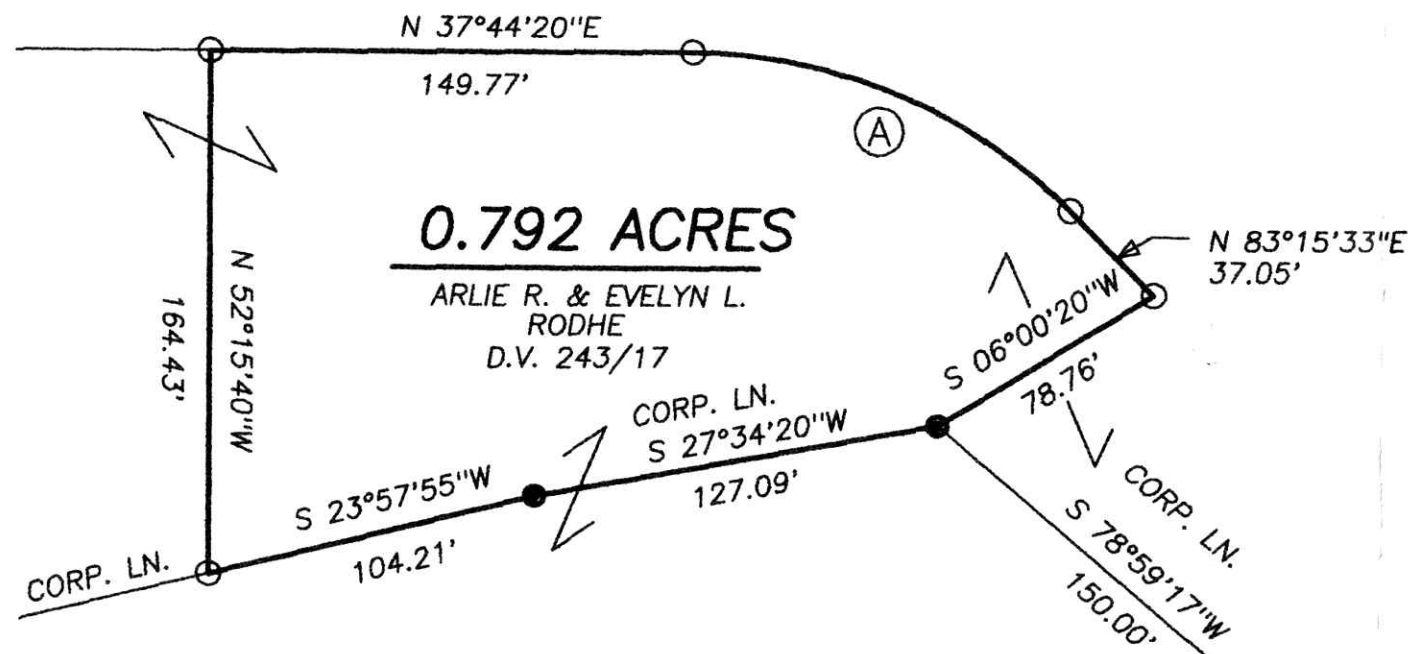 N 37°44'20"E
149.77'
A
0.792 ACRES
ARLIE R. & EVELYN L.
RODHE
D.V. 243/17
N 83°15'33"E
37.05'
N 52°15'40"W
164.43'
S 06°00'20"W
78.76'
CORP. LN.
S 27°34'20"W
127.09'
S 23°57'55"W
104.21'
CORP. LN.
CORP. LN.
S 78°59'17"W
150.00'